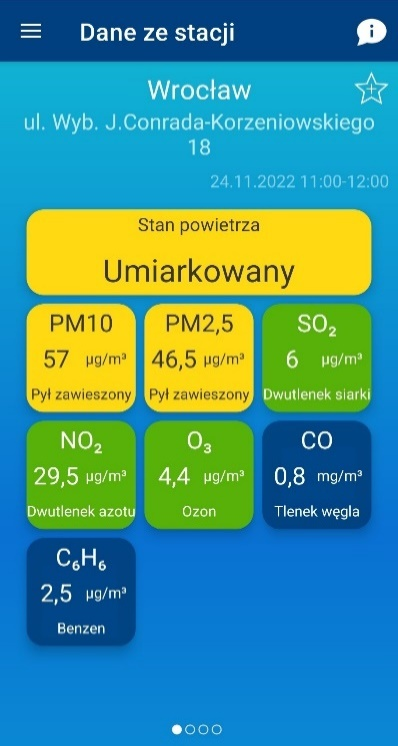 Dane ze stacji
Wrocław
ul. Wyb. J.Conrada-Korzeniowskiego
18
24.11.2022 11:00-12:00
Stan powietrza
Umiarkowany
PM10
57 µg/m³
Pył zawieszony
PM2,5
46,5 µg/m³
Pył zawieszony
SO₂
6 µg/m³
Dwutlenek siarki
NO₂
29,5 µg/m³
Dwutlenek azotu
O₃
4,4 µg/m³
Ozon
CO
0,8 mg/m³
Tlenek węgla
C₆H₆
2,5 µg/m³
Benzen